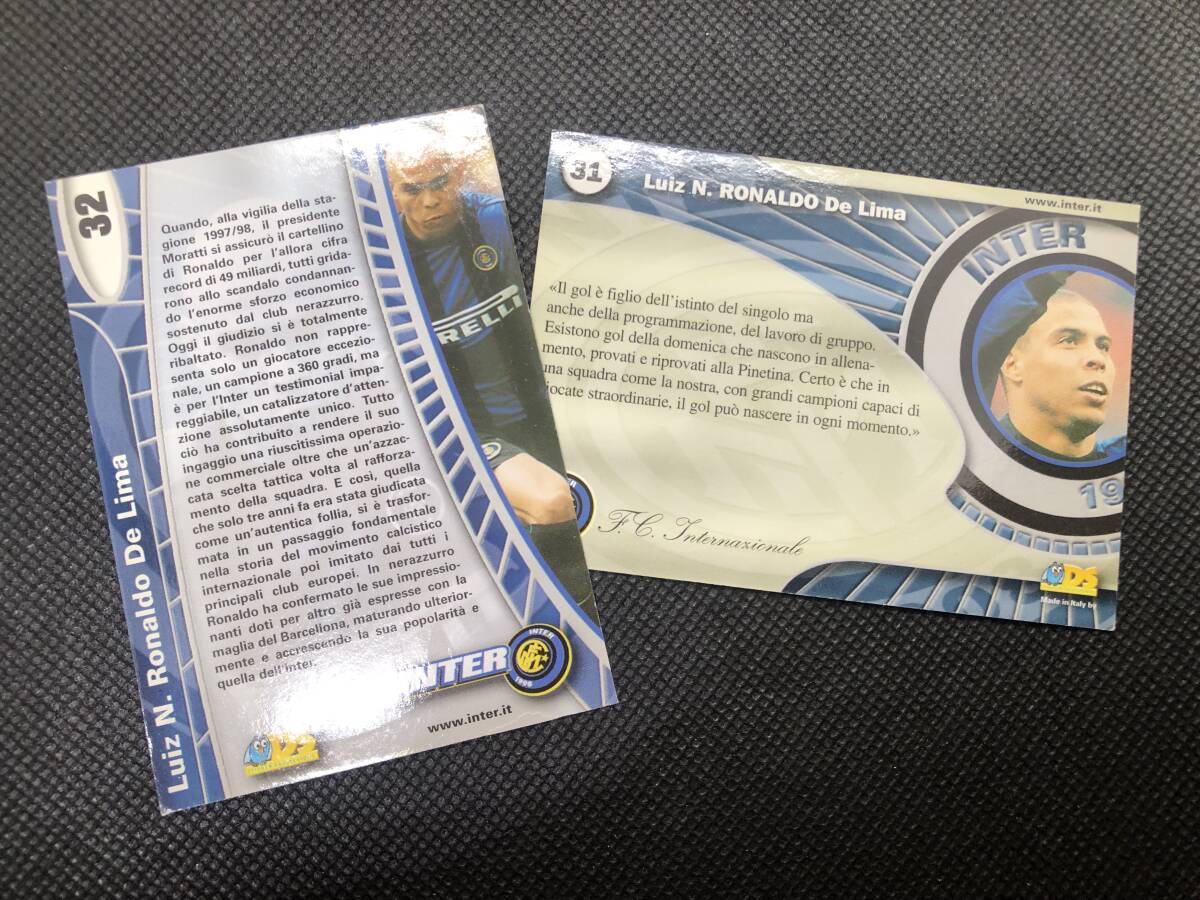 32
Luiz N. Ronaldo De Lima
Quando, alla vigilia della sta-
gione 1997/98, il presidente
Moratti si assicurò il cartellino
di Ronaldo per l'allora cifra
record di 49 miliardi, tutti grida-
rono allo scandalo condannan-
do l'enorme sforzo economico
sostenuto dal club nerazzurro.
Oggi il giudizio si è totalmente
ribaltato. Ronaldo non rappre-
senta solo un giocatore eccezio-
nale, un campione a 360 gradi, ma
è per l'Inter un testimonial impa-
reggiabile, un catalizzatore d'atten-
zione assolutamente unico. Tutto
ciò ha contribuito a rendere il suo
ingaggio una riuscitissima operazio-
ne commerciale oltre che un'azzec-
cata scelta tattica volta al rafforza-
mento della squadra. E così, quella
che solo tre anni fa era stata giudicata
come un'autentica follia, si è trasfor-
mata in un passaggio fondamentale
nella storia del movimento calcistico
internazionale poi imitato dai tutti i
principali club europei. In nerazzurro
Ronaldo ha confermato le sue impressio-
nanti doti per altro già espresse con la
maglia del Barcellona, maturando ulterior-
mente e accrescendo la sua popolarità e
quella dell'Inter.
IRELLI
INTER
INTER
1908
www.inter.it
DS
31
Luiz N. RONALDO De Lima
www.inter.it
INTER
19
«Il gol è figlio dell'istinto del singolo ma
anche della programmazione, del lavoro di gruppo.
Esistono gol della domenica che nascono in allena-
mento, provati e riprovati alla Pinetina. Certo è che in
una squadra come la nostra, con grandi campioni capaci di
giocate straordinarie, il gol può nascere in ogni momento.»
F. C. Internazionale
DS
Made in Italy by